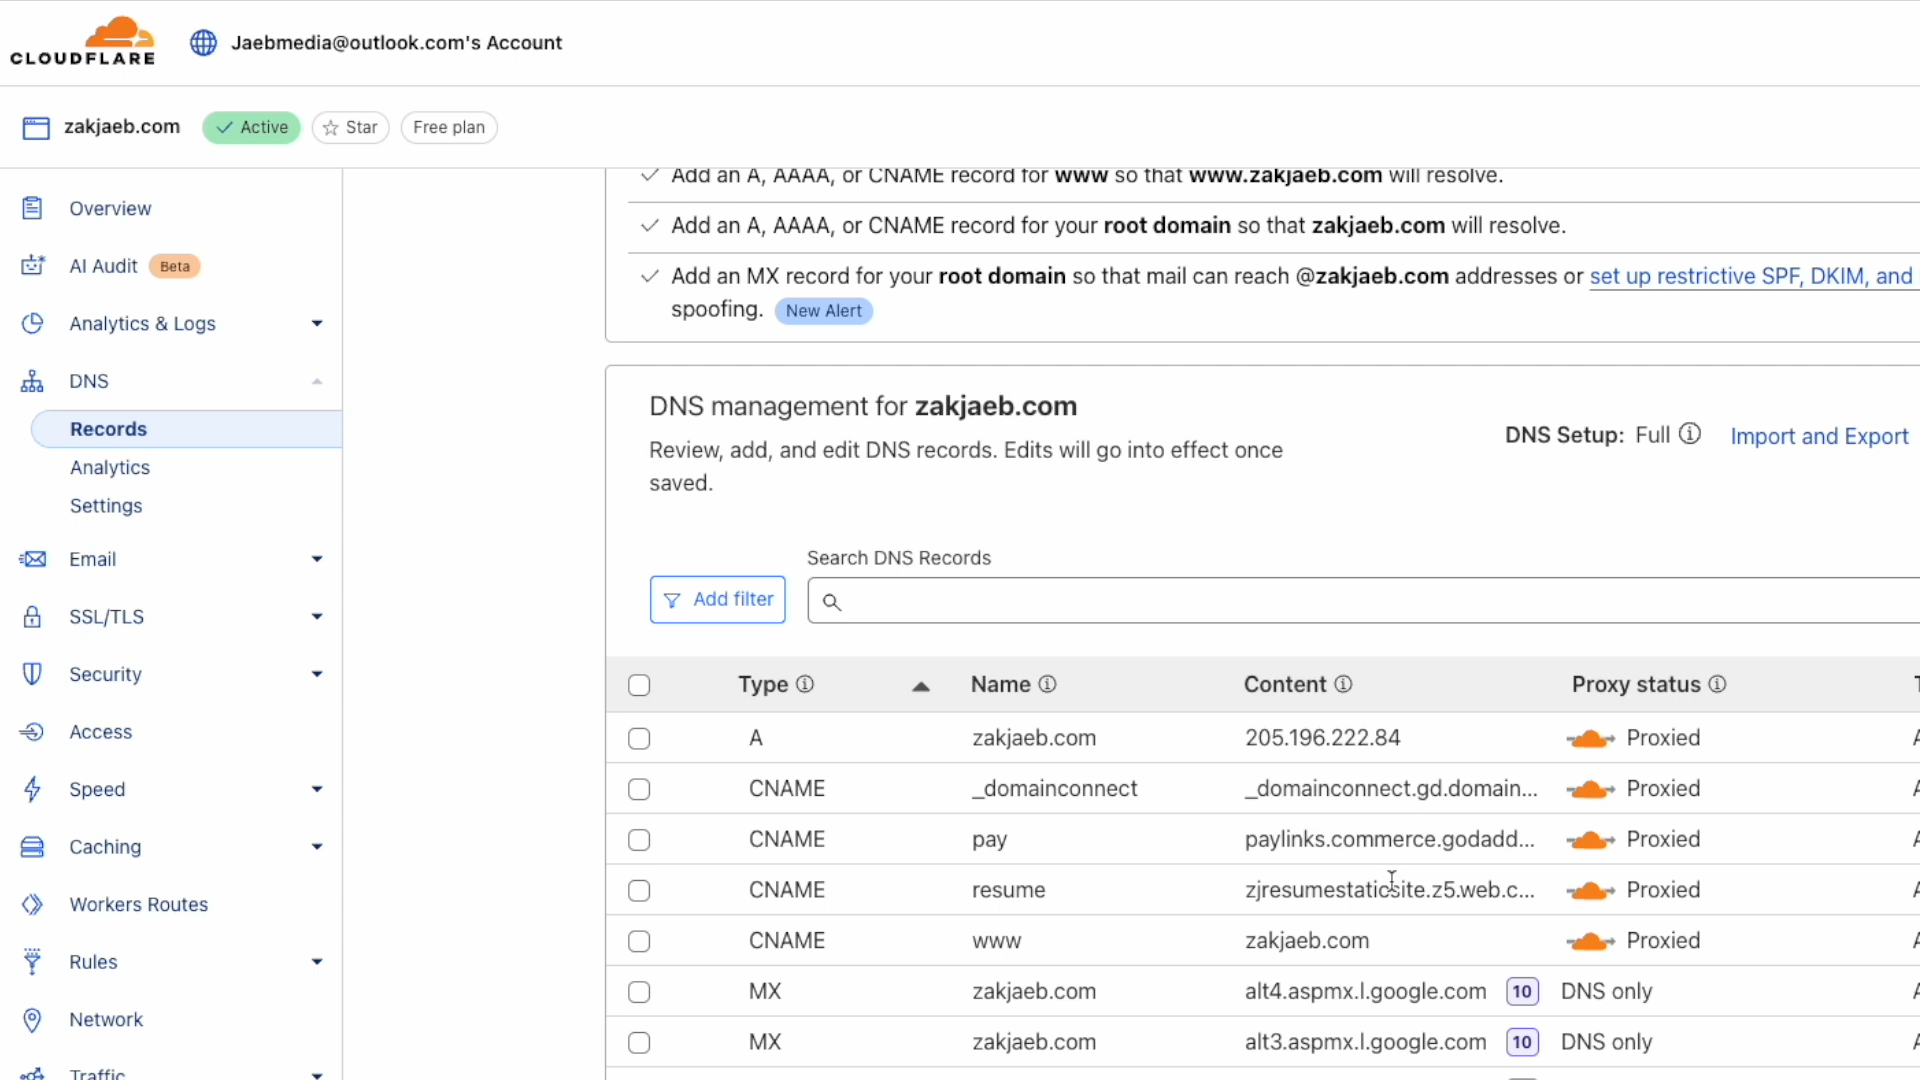 CLOUDFLARE
Jaebmedia@outlook.com's Account
zakjaeb.com
Active
Star
Free plan
Overview
AI Audit Beta
Analytics & Logs
DNS
Records
Analytics
Settings
Email
SSL/TLS
Security
Access
Speed
Caching
Workers Routes
Rules
Network
Traffic
Add an A, AAAA, or CNAME record for www so that www.zakjaeb.com will resolve.
Add an A, AAAA, or CNAME record for your root domain so that zakjaeb.com will resolve.
Add an MX record for your root domain so that mail can reach @zakjaeb.com addresses or set up restrictive SPF, DKIM, and
spoofing. New Alert
DNS management for zakjaeb.com
Review, add, and edit DNS records. Edits will go into effect once
saved.
DNS Setup: Full
Import and Export
Search DNS Records
Add filter
Type Name Content Proxy status
A zakjaeb.com 205.196.222.84 Proxied
CNAME _domainconnect _domainconnect.gd.domain... Proxied
CNAME pay paylinks.commerce.godadd... Proxied
CNAME resume zjresumestaticsite.z5.web.c... Proxied
CNAME www zakjaeb.com Proxied
MX zakjaeb.com alt4.aspmx.l.google.com 10 DNS only
MX zakjaeb.com alt3.aspmx.l.google.com 10 DNS only